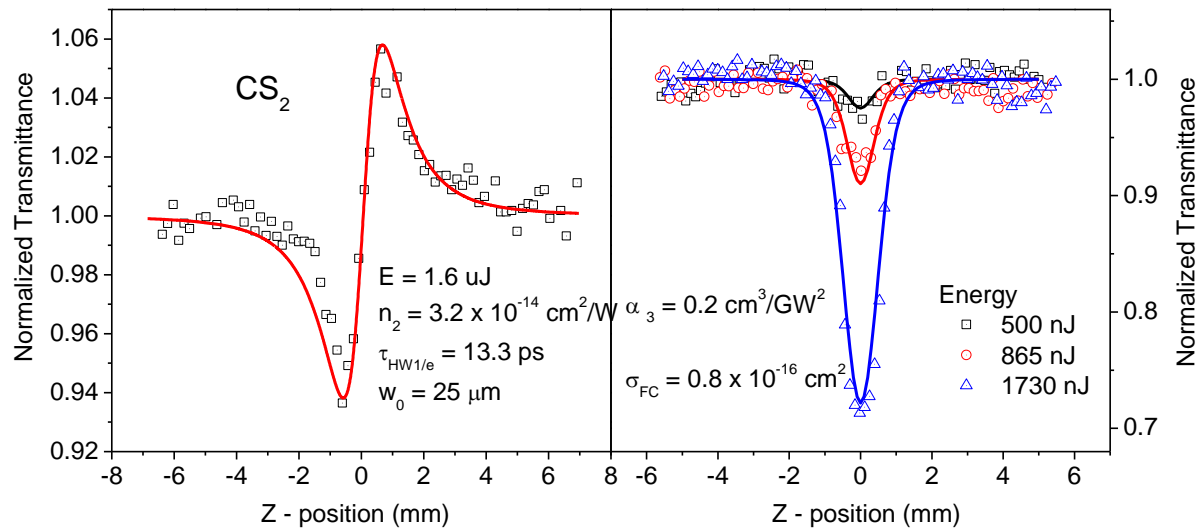 Normalized Transmittance
1.06
1.04
1.02
1.00
0.98
0.96
0.94
0.92
CS₂
E = 1.6 uJ
n₂ = 3.2 x 10⁻¹⁴ cm²/W
τHW1/e = 13.3 ps
w₀ = 25 μm
-8 -6 -4 -2 0 2 4 6 8
Z - position (mm)
α₃ = 0.2 cm³/GW²
σFC = 0.8 x 10⁻¹⁶ cm²
Energy
500 nJ
865 nJ
1730 nJ
-6 -4 -2 0 2 4 6
Z - position (mm)
1.0
0.9
0.8
0.7
Normalized Transmittance